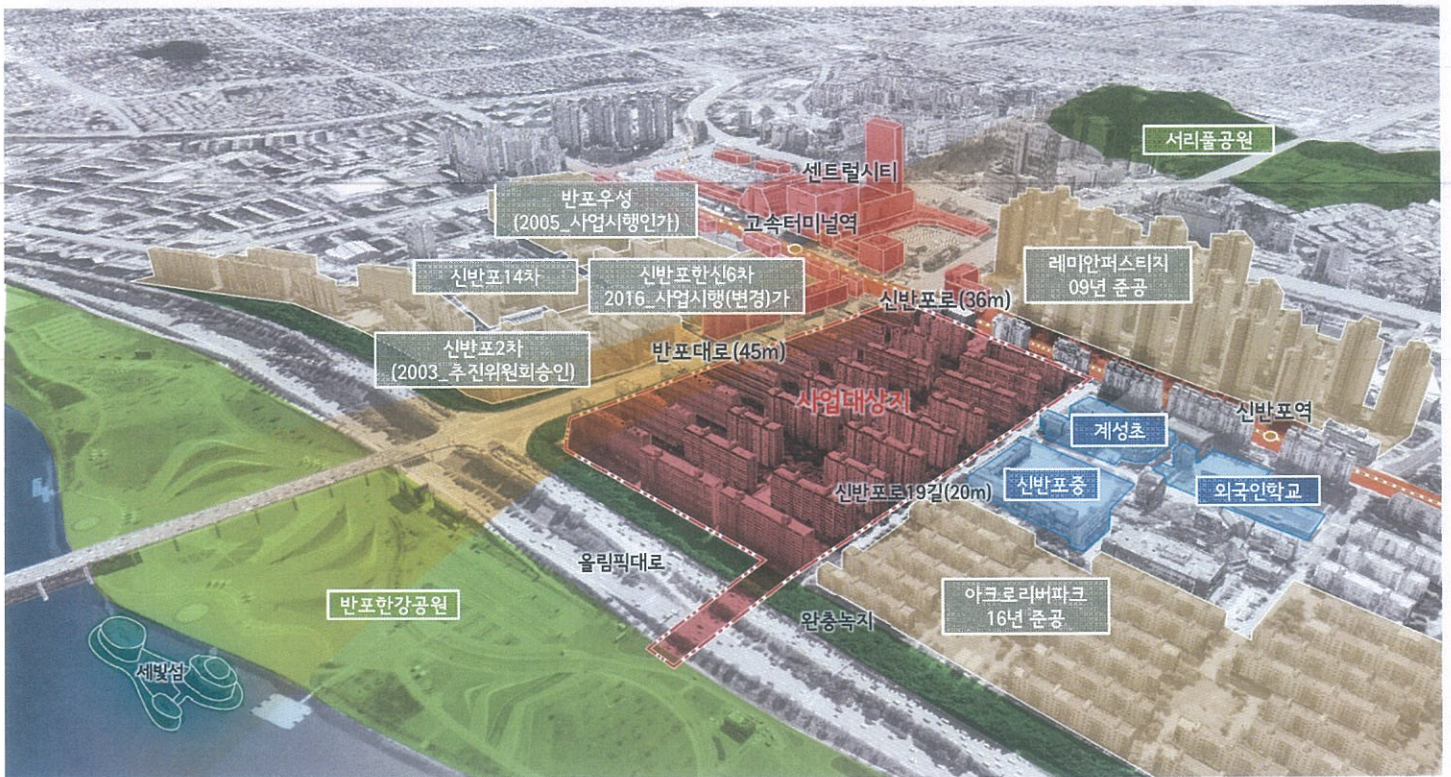 서리풀공원
센트럴시티
반포우성
(2005_사업시행인가)
고속터미널역
레미안퍼스티지
09년 준공
신반포14차
신반포한신6차
2016_사업시행(변경)가
신반포로(36m)
반포대로(45m)
신반포2차
(2003_추진위원회승인)
사업대상지
신반포역
계성초
신반포중
외국인학교
신반포로19길(20m)
올림픽대로
반포한강공원
아크로리버파크
16년 준공
완충녹지
세빛섬